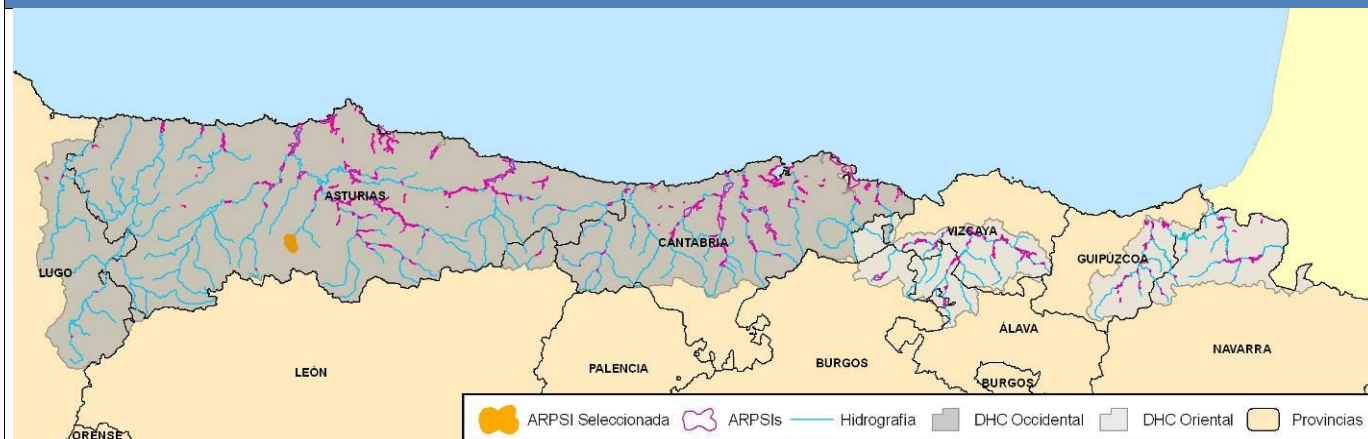 ASTURIAS
CANTABRIA
VIZCAYA
GUIPÚZCOA
LUGO
ÁLAVA
NAVARRA
LEÓN
PALENCIA
BURGOS
BURGOS
ORENSE
ARPSI Seleccionada ARPSIs Hidrografía DHC Occidental DHC Oriental Provincias